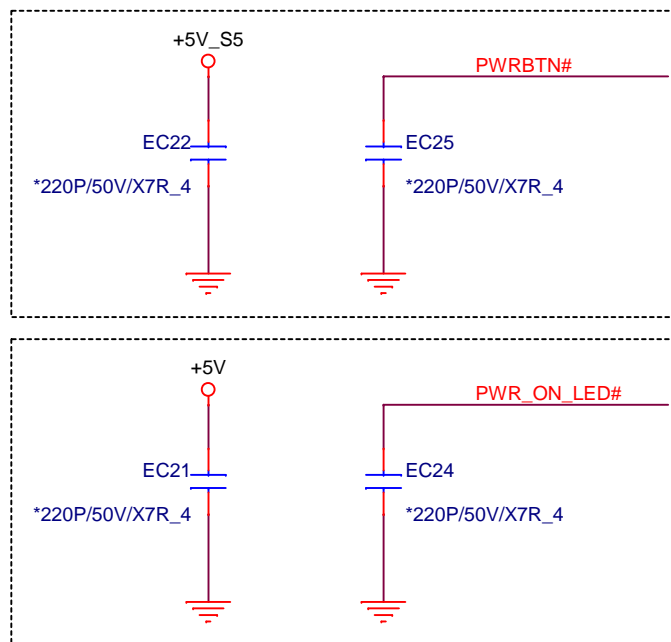 +5V_S5
PWRBTN#
EC22
EC25
*220P/50V/X7R_4
*220P/50V/X7R_4
+5V
PWR_ON_LED#
EC21
EC24
*220P/50V/X7R_4
*220P/50V/X7R_4